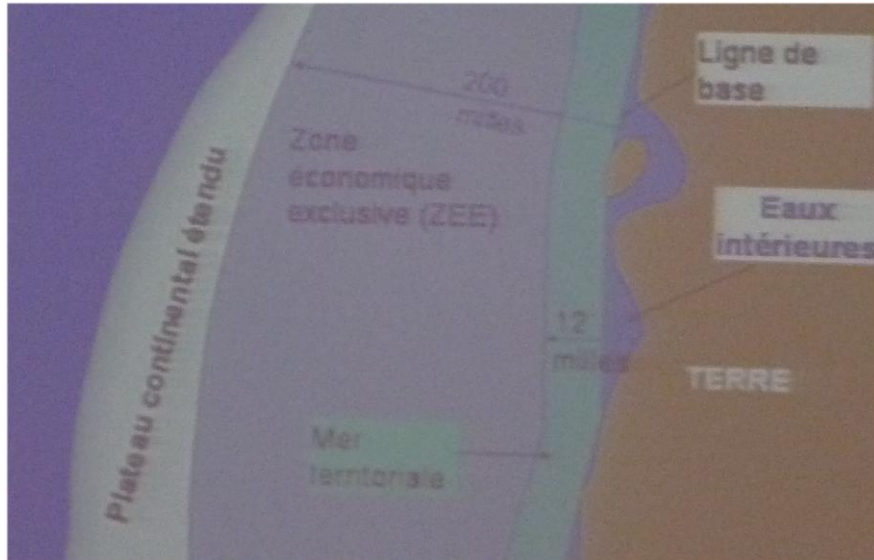 Ligne de
base
200
milles
Zone
économique
exclusive (ZEE)
Eaux
intérieures
Plateau continental étendu
12
milles
TERRE
Mer
territoriale